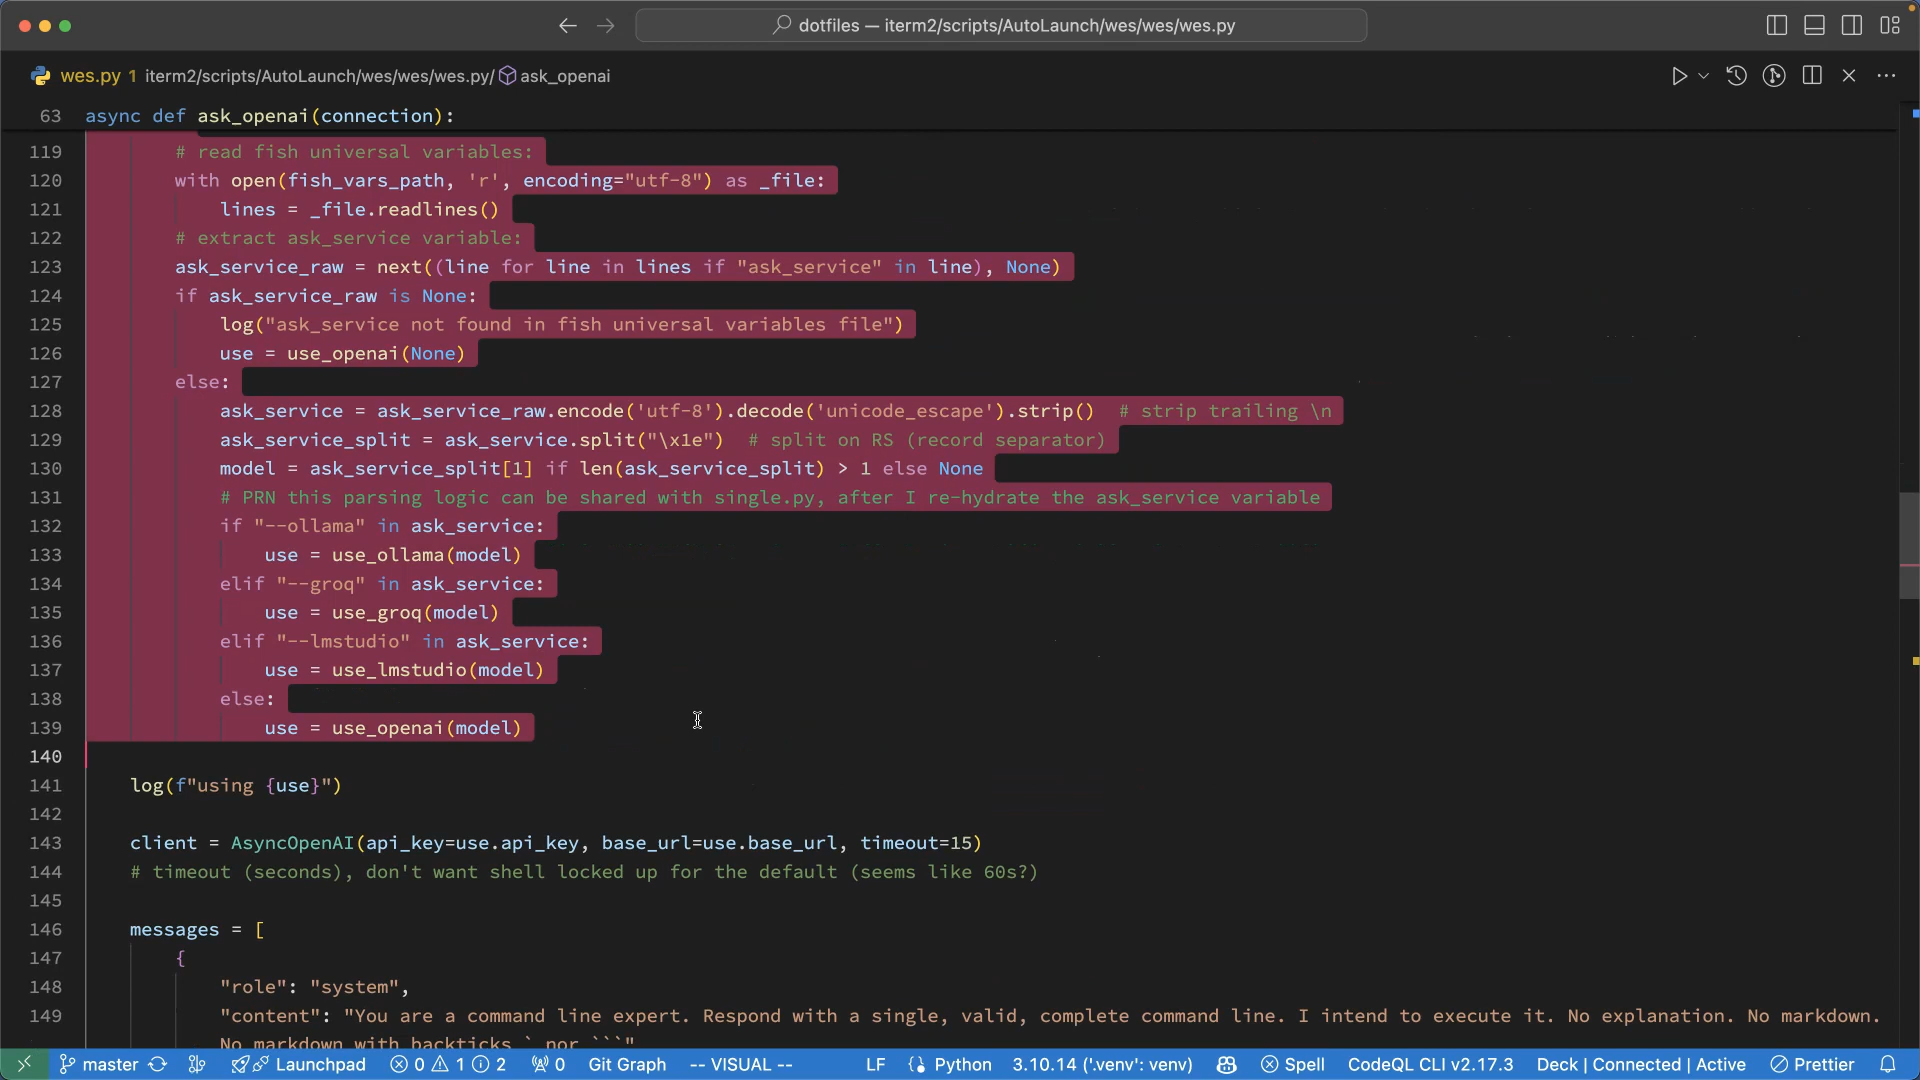 dotfiles — iterm2/scripts/AutoLaunch/wes/wes/wes.py
wes.py 1 iterm2/scripts/AutoLaunch/wes/wes/wes.py/ ask_openai
63 async def ask_openai(connection):
119 # read fish universal variables:
120 with open(fish_vars_path, 'r', encoding="utf-8") as _file:
121 lines = _file.readlines()
122 # extract ask_service variable:
123 ask_service_raw = next((line for line in lines if "ask_service" in line), None)
124 if ask_service_raw is None:
125 log("ask_service not found in fish universal variables file")
126 use = use_openai(None)
127 else:
128 ask_service = ask_service_raw.encode('utf-8').decode('unicode_escape').strip() # strip trailing \n
129 ask_service_split = ask_service.split("\x1e") # split on RS (record separator)
130 model = ask_service_split[1] if len(ask_service_split) > 1 else None
131 # PRN this parsing logic can be shared with single.py, after I re-hydrate the ask_service variable
132 if "--ollama" in ask_service:
133 use = use_ollama(model)
134 elif "--groq" in ask_service:
135 use = use_groq(model)
136 elif "--lmstudio" in ask_service:
137 use = use_lmstudio(model)
138 else:
139 use = use_openai(model)
140
141 log(f"using {use}")
142
143 client = AsyncOpenAI(api_key=use.api_key, base_url=use.base_url, timeout=15)
144 # timeout (seconds), don't want shell locked up for the default (seems like 60s?)
145
146 messages = [
147 {
148 "role": "system",
149 "content": "You are a command line expert. Respond with a single, valid, complete command line. I intend to execute it. No explanation. No markdown.
No markdown with backticks ` nor ```"
master Launchpad 0 1 2 0 Git Graph -- VISUAL -- LF Python 3.10.14 ('.venv': venv) Spell CodeQL CLI v2.17.3 Deck | Connected | Active Prettier